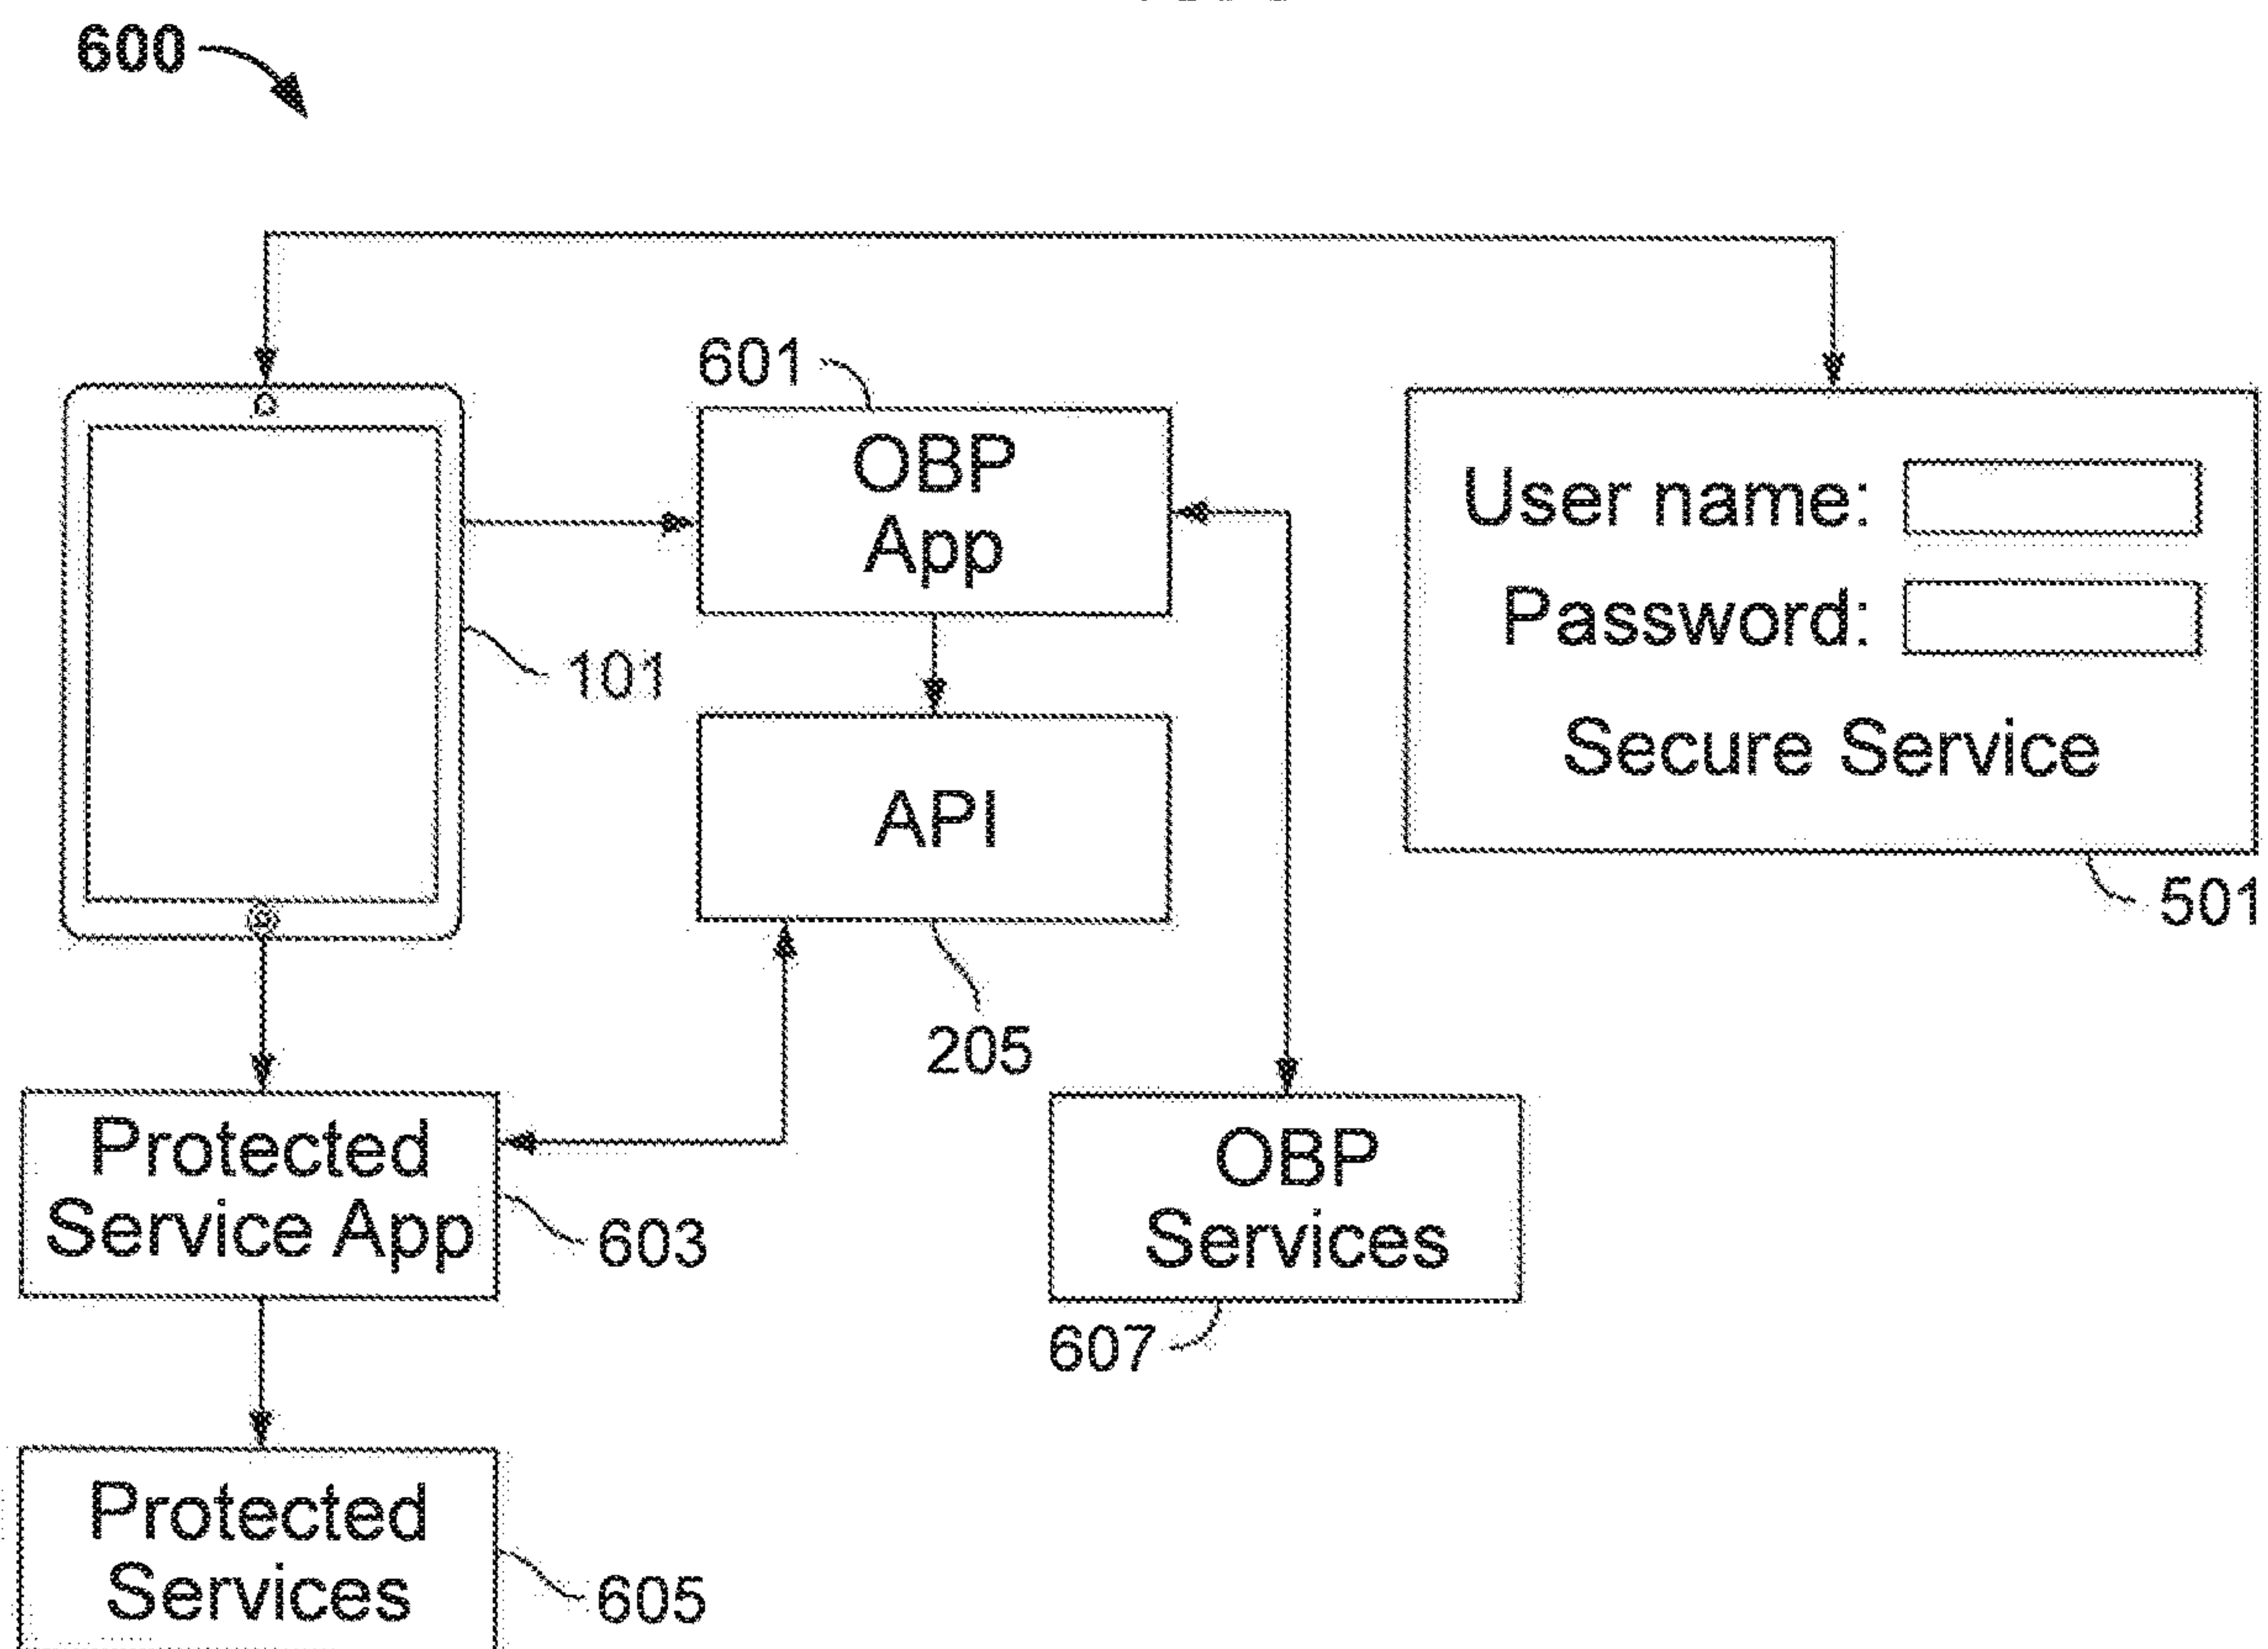 600
601
OBP
App
User name:
Password:
Secure Service
101
API
501
205
Protected
Service App
603
OBP
Services
607
Protected
Services
605